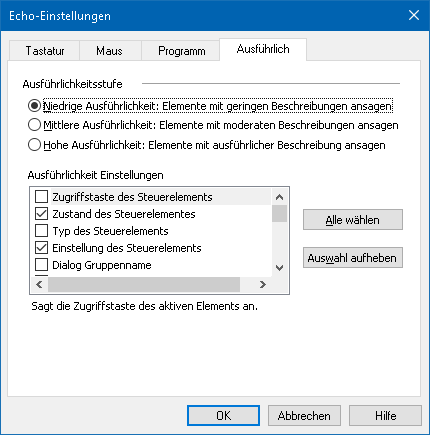 Echo-Einstellungen
Tastatur Maus Programm Ausführlich
Ausführlichkeitsstufe
Niedrige Ausführlichkeit: Elemente mit geringen Beschreibungen ansagen
Mittlere Ausführlichkeit: Elemente mit moderaten Beschreibungen ansagen
Hohe Ausführlichkeit: Elemente mit ausführlicher Beschreibung ansagen
Ausführlichkeit Einstellungen
Zugriffstaste des Steuerelements
Zustand des Steuerelementes
Typ des Steuerelements
Einstellung des Steuerelements
Dialog Gruppenname
Alle wählen
Auswahl aufheben
Sagt die Zugriffstaste des aktiven Elements an.
OK Abbrechen Hilfe